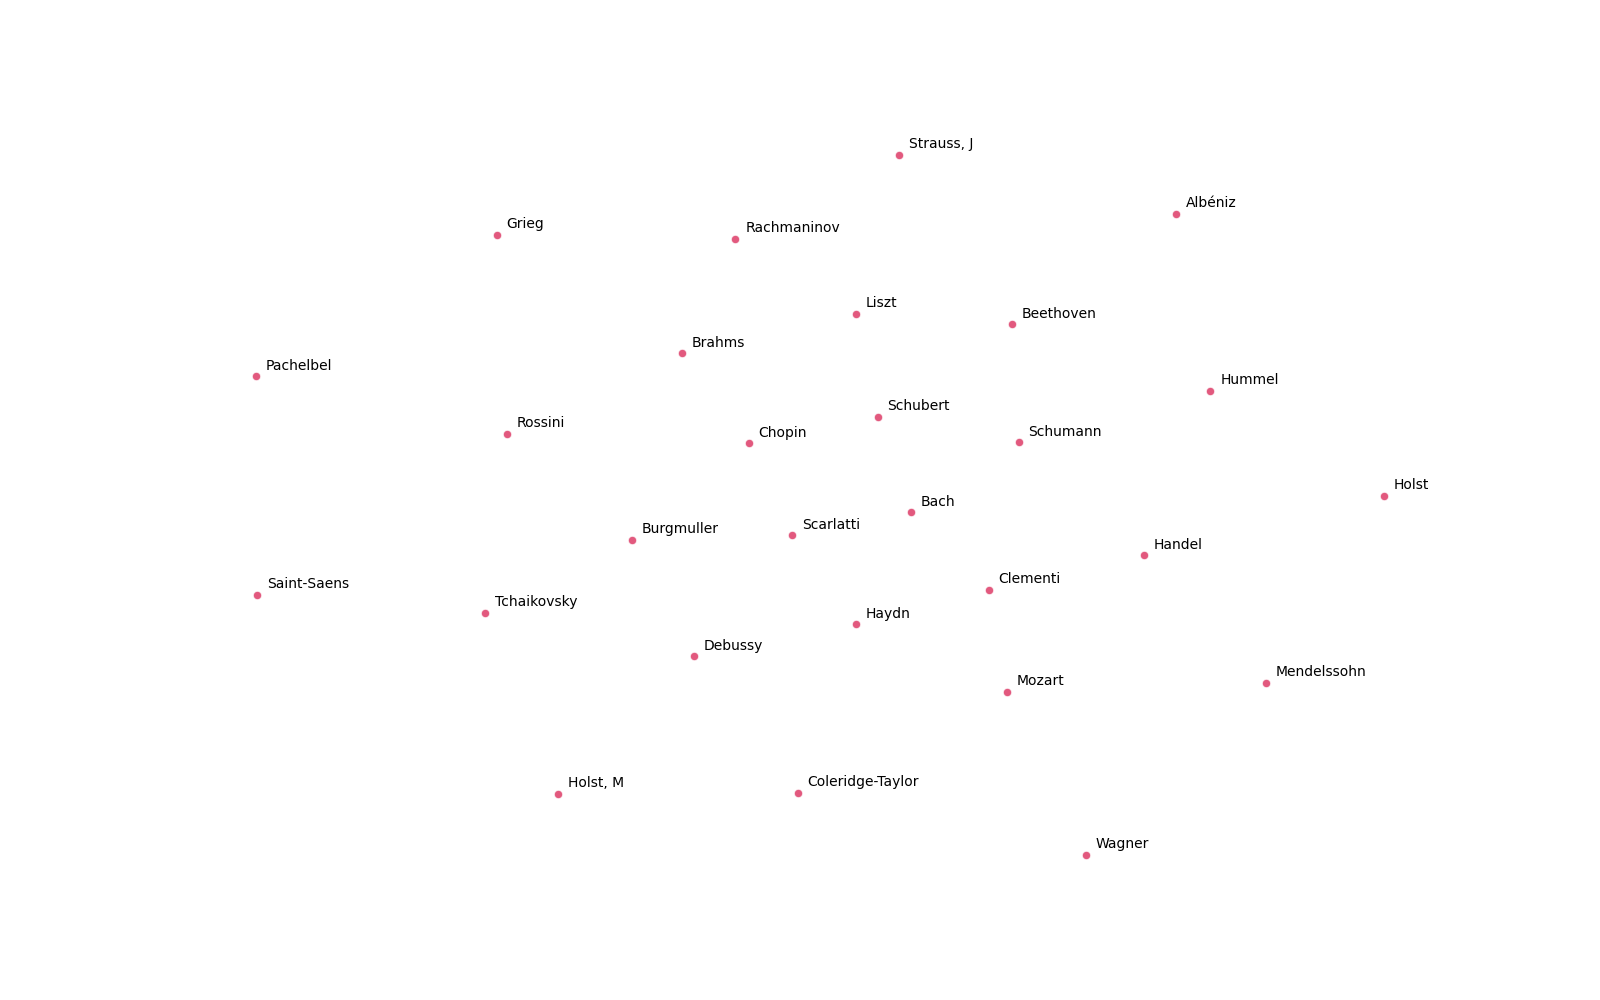 Strauss, J
Albéniz
Grieg
Rachmaninov
Liszt
Beethoven
Brahms
Pachelbel
Hummel
Schubert
Rossini
Chopin
Schumann
Holst
Bach
Scarlatti
Burgmuller
Handel
Clementi
Saint-Saens
Tchaikovsky
Haydn
Debussy
Mendelssohn
Mozart
Coleridge-Taylor
Holst, M
Wagner